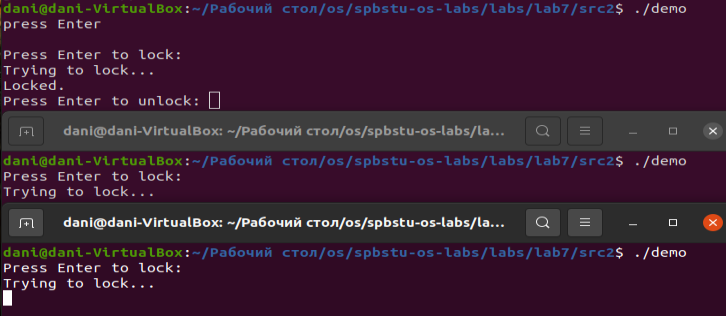 dani@dani-VirtualBox:~/Рабочий стол/os/spbstu-os-labs/labs/lab7/src2$ ./demo
press Enter
Press Enter to lock:
Trying to lock...
Locked.
Press Enter to unlock:
dani@dani-VirtualBox: ~/Рабочий стол/os/spbstu-os-labs/la...
dani@dani-VirtualBox:~/Рабочий стол/os/spbstu-os-labs/labs/lab7/src2$ ./demo
Press Enter to lock:
Trying to lock...
dani@dani-VirtualBox: ~/Рабочий стол/os/spbstu-os-labs/la...
dani@dani-VirtualBox:~/Рабочий стол/os/spbstu-os-labs/labs/lab7/src2$ ./demo
Press Enter to lock:
Trying to lock...